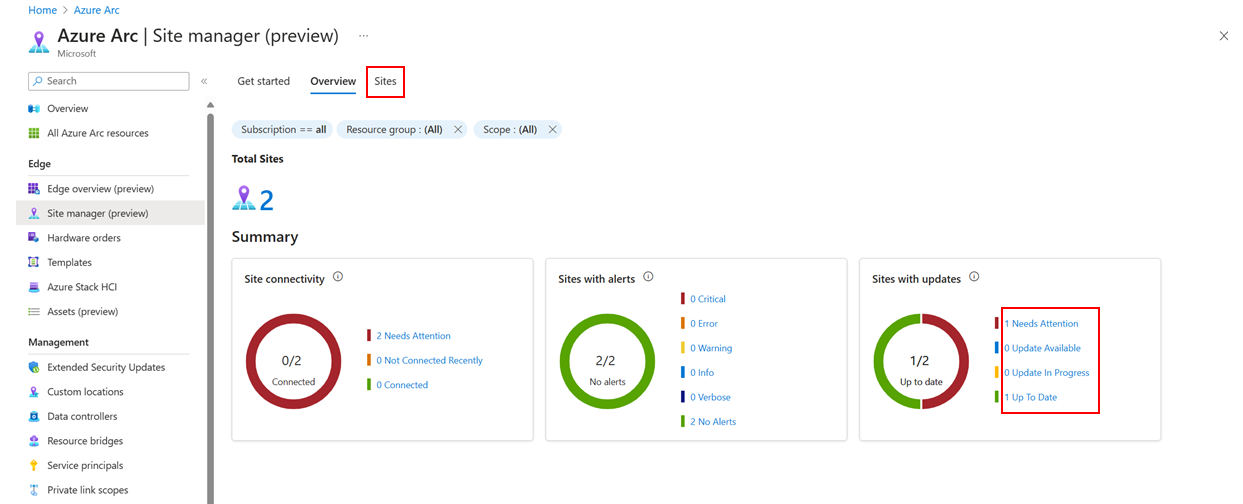 Home > Azure Arc
Azure Arc | Site manager (preview) ...
Microsoft
Search «
Overview
All Azure Arc resources
Edge
Edge overview (preview)
Site manager (preview)
Hardware orders
Templates
Azure Stack HCI
Assets (preview)
Management
Extended Security Updates
Custom locations
Data controllers
Resource bridges
Service principals
Private link scopes
Get started Overview Sites
Subscription == all Resource group : (All) Scope : (All)
Total Sites
2
Summary
Site connectivity
0/2
Connected
2 Needs Attention
0 Not Connected Recently
0 Connected
Sites with alerts
2/2
No alerts
0 Critical
0 Error
0 Warning
0 Info
0 Verbose
2 No Alerts
Sites with updates
1/2
Up to date
1 Needs Attention
0 Update Available
0 Update In Progress
1 Up To Date